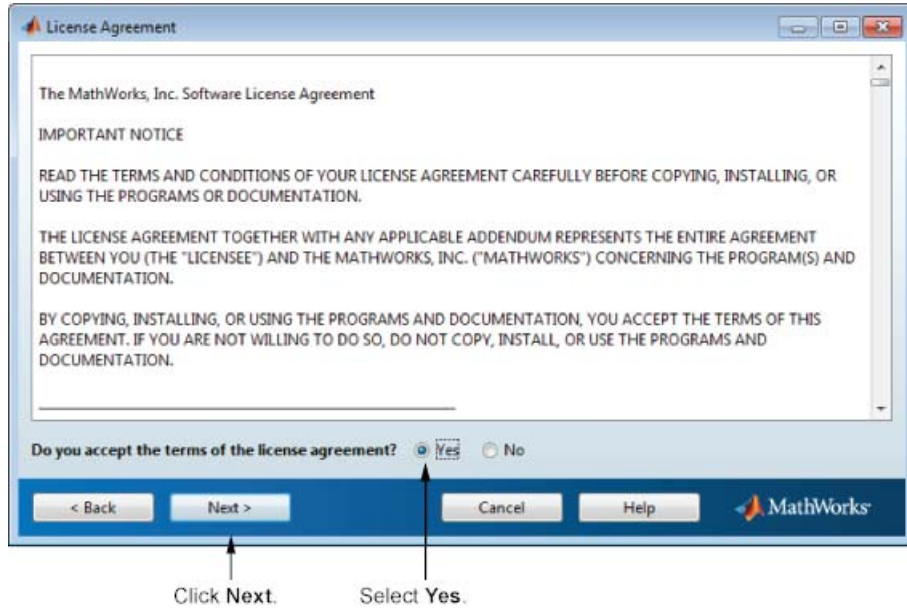 License Agreement
The MathWorks, Inc. Software License Agreement
IMPORTANT NOTICE
READ THE TERMS AND CONDITIONS OF YOUR LICENSE AGREEMENT CAREFULLY BEFORE COPYING, INSTALLING, OR
USING THE PROGRAMS OR DOCUMENTATION.
THE LICENSE AGREEMENT TOGETHER WITH ANY APPLICABLE ADDENDUM REPRESENTS THE ENTIRE AGREEMENT
BETWEEN YOU (THE "LICENSEE") AND THE MATHWORKS, INC. ("MATHWORKS") CONCERNING THE PROGRAM(S) AND
DOCUMENTATION.
BY COPYING, INSTALLING, OR USING THE PROGRAMS AND DOCUMENTATION, YOU ACCEPT THE TERMS OF THIS
AGREEMENT. IF YOU ARE NOT WILLING TO DO SO, DO NOT COPY, INSTALL, OR USE THE PROGRAMS AND
DOCUMENTATION.
Do you accept the terms of the license agreement? Yes No
< Back Next > Cancel Help MathWorks
Click Next. Select Yes.